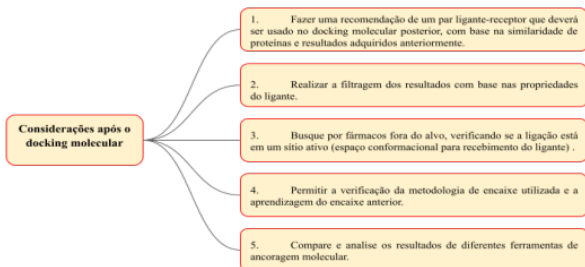 Considerações após o
docking molecular
1. Fazer uma recomendação de um par ligante-receptor que deverá
ser usado no docking molecular posterior, com base na similaridade de
proteínas e resultados adquiridos anteriormente.
2. Realizar a filtragem dos resultados com base nas propriedades
do ligante.
3. Busque por fármacos fora do alvo, verificando se a ligação está
em um sítio ativo (espaço conformacional para recebimento do ligante) .
4. Permitir a verificação da metodologia de encaixe utilizada e a
aprendizagem do encaixe anterior.
5. Compare e analise os resultados de diferentes ferramentas de
ancoragem molecular.